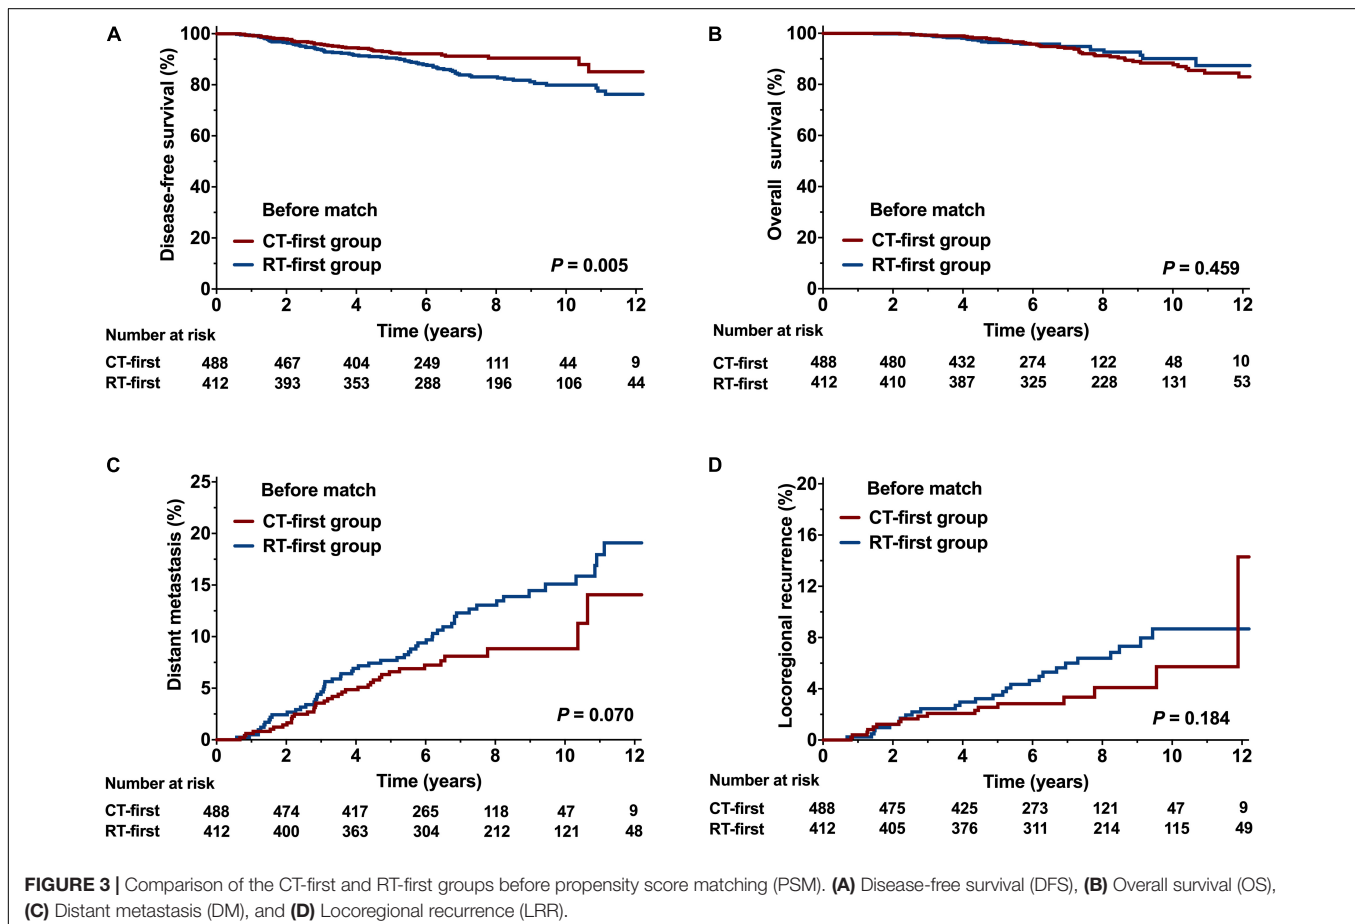 A
Disease-free survival (%)
100
80
60
40
20
0
Before match
CT-first group
RT-first group
P = 0.005
0 2 4 6 8 10 12
Time (years)
Number at risk
CT-first 488 467 404 249 111 44 9
RT-first 412 393 353 288 196 106 44
B
Overall survival (%)
100
80
60
40
20
0
Before match
CT-first group
RT-first group
P = 0.459
0 2 4 6 8 10 12
Time (years)
Number at risk
CT-first 488 480 432 274 122 48 10
RT-first 412 410 387 325 228 131 53
C
Distant metastasis (%)
25
20
15
10
5
0
Before match
CT-first group
RT-first group
P = 0.070
0 2 4 6 8 10 12
Time (years)
Number at risk
CT-first 488 474 417 265 118 47 9
RT-first 412 400 363 304 212 121 48
D
Locoregional recurrence (%)
20
16
12
8
4
0
Before match
CT-first group
RT-first group
P = 0.184
0 2 4 6 8 10 12
Time (years)
Number at risk
CT-first 488 475 425 273 121 47 9
RT-first 412 405 376 311 214 115 49
FIGURE 3 | Comparison of the CT-first and RT-first groups before propensity score matching (PSM). (A) Disease-free survival (DFS), (B) Overall survival (OS),
(C) Distant metastasis (DM), and (D) Locoregional recurrence (LRR).